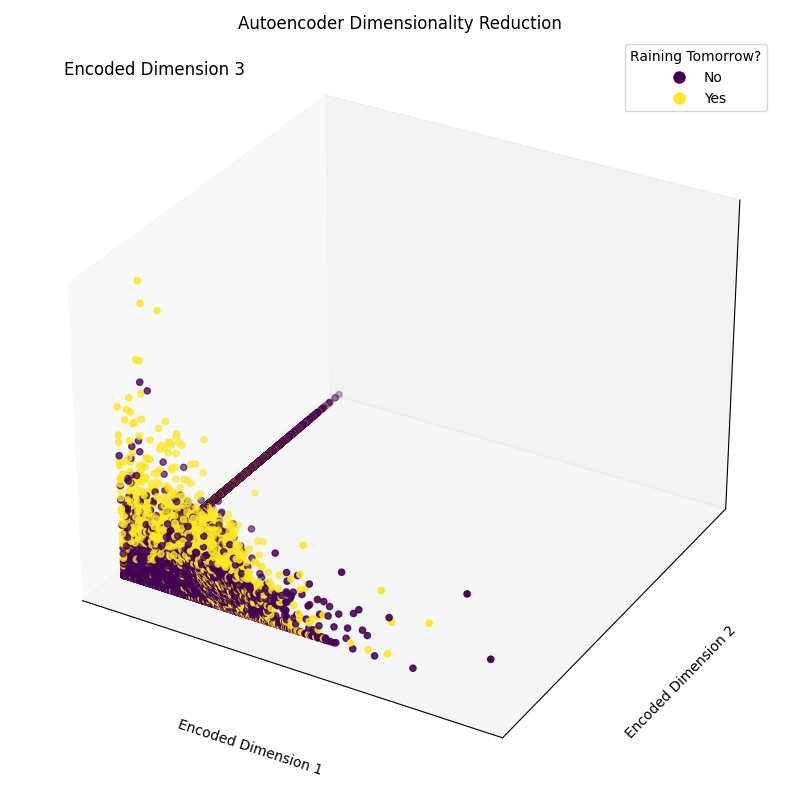 Autoencoder Dimensionality Reduction
Encoded Dimension 3
Raining Tomorrow?
No
Yes
Encoded Dimension 2
Encoded Dimension 1